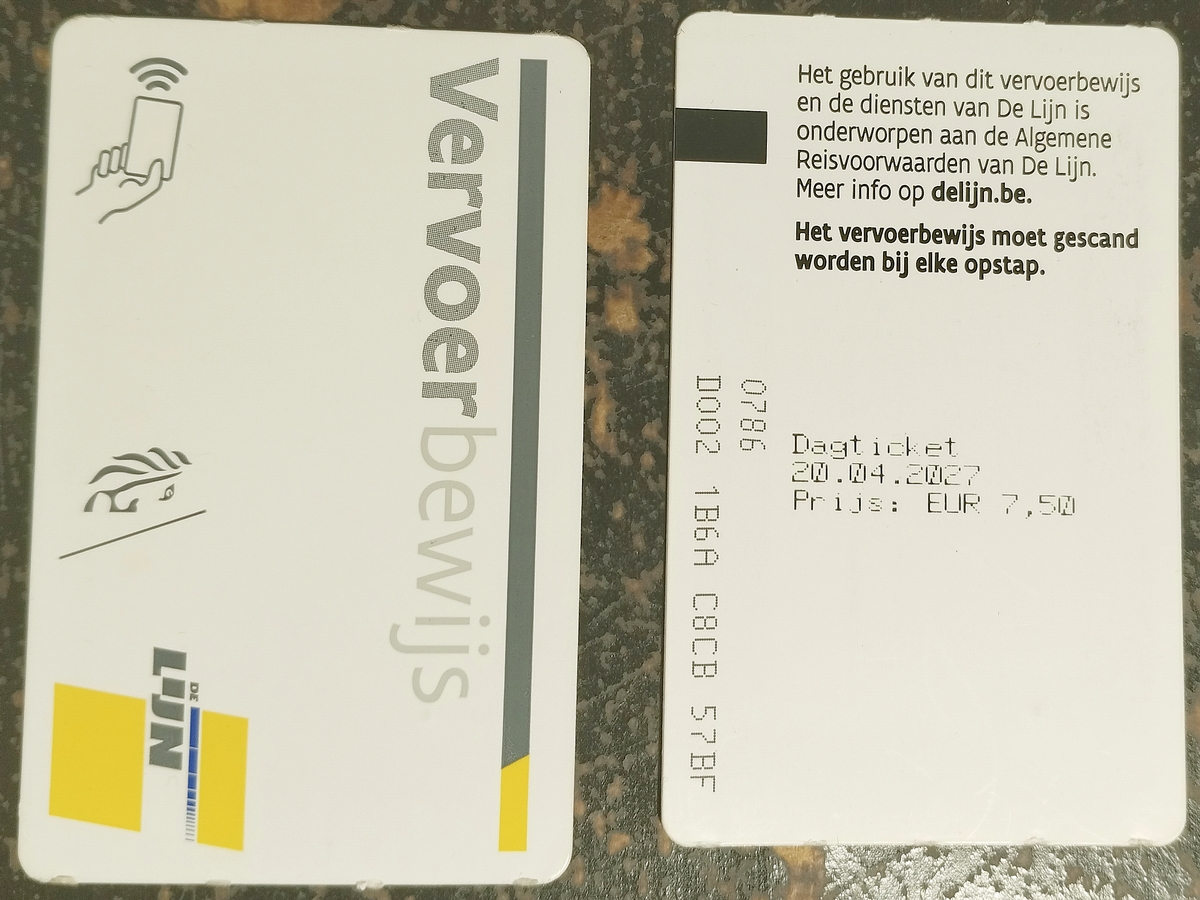 Vervoerbewijs
DE
LIJN
Het gebruik van dit vervoerbewijs
en de diensten van De Lijn is
onderworpen aan de Algemene
Reisvoorwaarden van De Lijn.
Meer info op delijn.be.
Het vervoerbewijs moet gescand
worden bij elke opstap.
0786
D002 1B6A C8CB 57BF
Dagticket
20.04.2027
Prijs: EUR 7,50